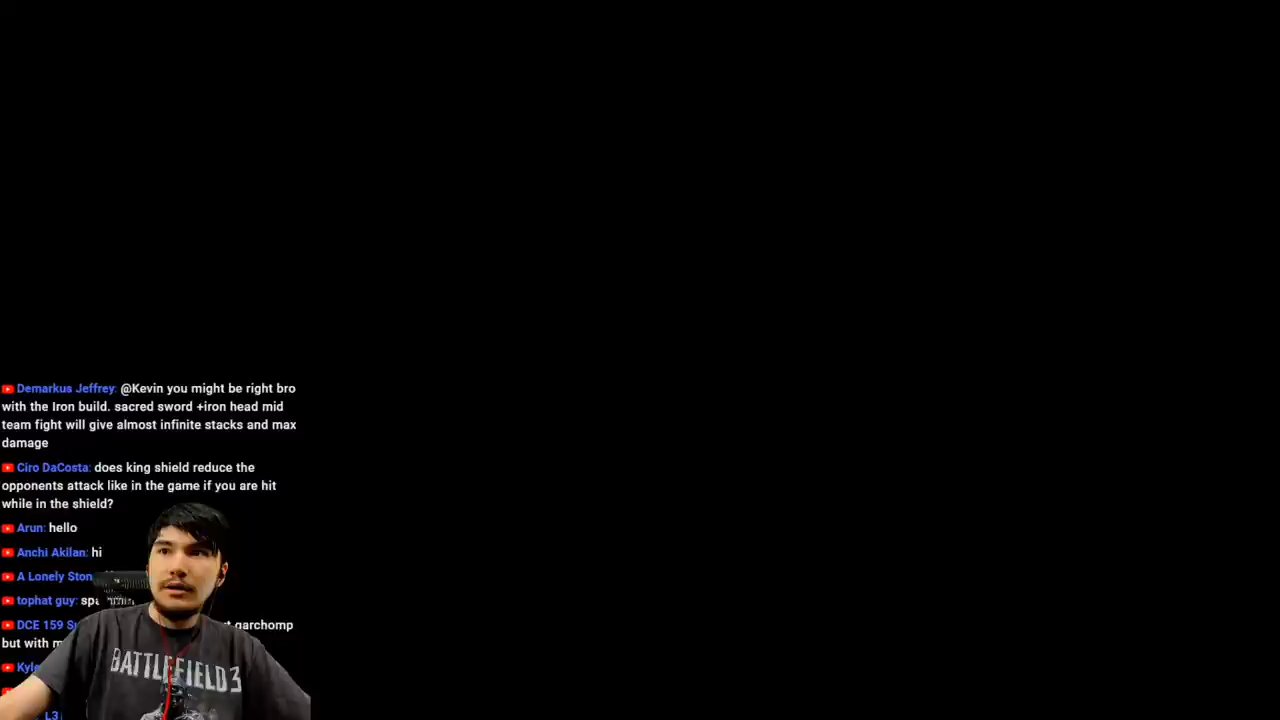 Demarkus Jeffrey: @Kevin you might be right bro
with the Iron build. sacred sword +iron head mid
team fight will give almost infinite stacks and max
damage
Ciro DaCosta: does king shield reduce the
opponents attack like in the game if you are hit
while in the shield?
Arun: hello
Anchi Akilan: hi
A Lonely
tophat guy:
DCE 159 garchomp
but with
BATTLEFIELD 3